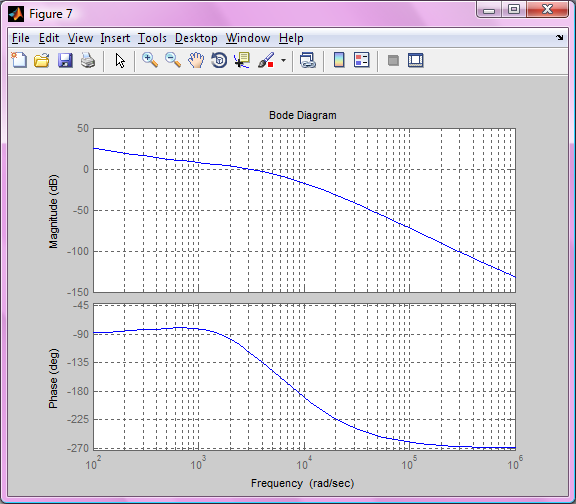 Figure 7
File Edit View Insert Tools Desktop Window Help
Bode Diagram
50
0
-50
-100
-150
Magnitude (dB)
-45
-90
-135
-180
-225
-270
Phase (deg)
10^2 10^3 10^4 10^5 10^6
Frequency (rad/sec)